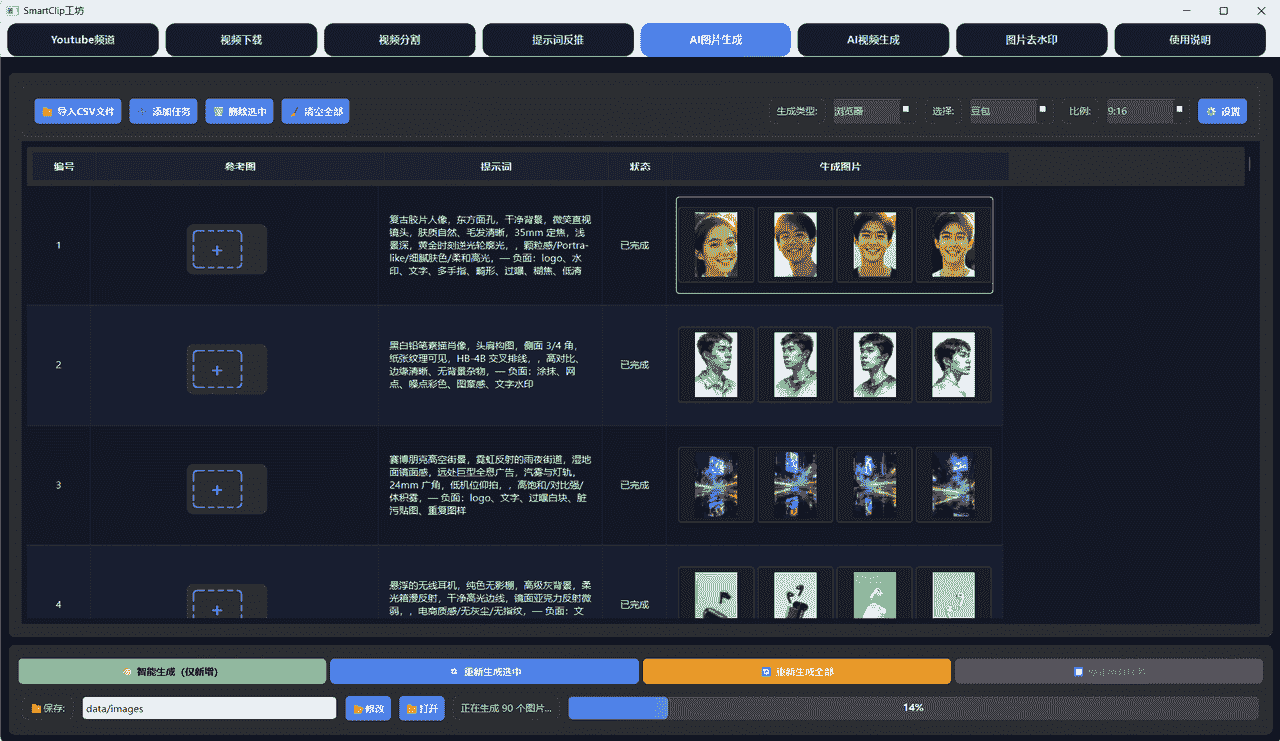 SmartClip工坊
Youtube频道
视频下载
视频分割
提示词反推
AI图片生成
AI视频生成
图片去水印
使用说明
导入CSV文件
添加任务
删除选中
清空全部
生成类型:
浏览器
选择:
豆包
比例:
9:16
设置
编号
参考图
提示词
状态
生成图片
1
复古胶片人像，东方面孔，干净背景，微笑直视
镜头，肤质自然、毛发清晰，35mm 定焦，浅
景深，黄金时刻逆光轮廓光，，颗粒感/Portra-
like/细腻肤色/柔和高光，— 负面：logo、水
印、文字、多手指、畸形、过曝、糊焦、低清
已完成
2
黑白铅笔素描肖像，头肩构图，侧面 3/4 角，
纸张纹理可见，HB-4B 交叉排线，，高对比、
边缘清晰、无背景杂物，— 负面：涂抹、网
点、噪点彩色、图章感、文字水印
已完成
3
赛博朋克高空街景，霓虹反射的雨夜街道，湿地
面镜面感，远处巨型全息广告，汽雾与灯轨，
24mm 广角，低机位仰拍，，高饱和/对比强/
体积雾，— 负面：logo、文字、过曝白块、脏
污贴图、重复图样
已完成
4
悬浮的无线耳机，纯色无影棚，高级灰背景，柔
光箱漫反射，干净高光边线，镜面亚克力反射微
弱，，电商质感/无灰尘/无指纹，— 负面：文
已完成
智能生成（仅新增）
重新生成选中
重新生成全部
保存:
data/images
修改
打开
正在生成 90 个图片...
14%